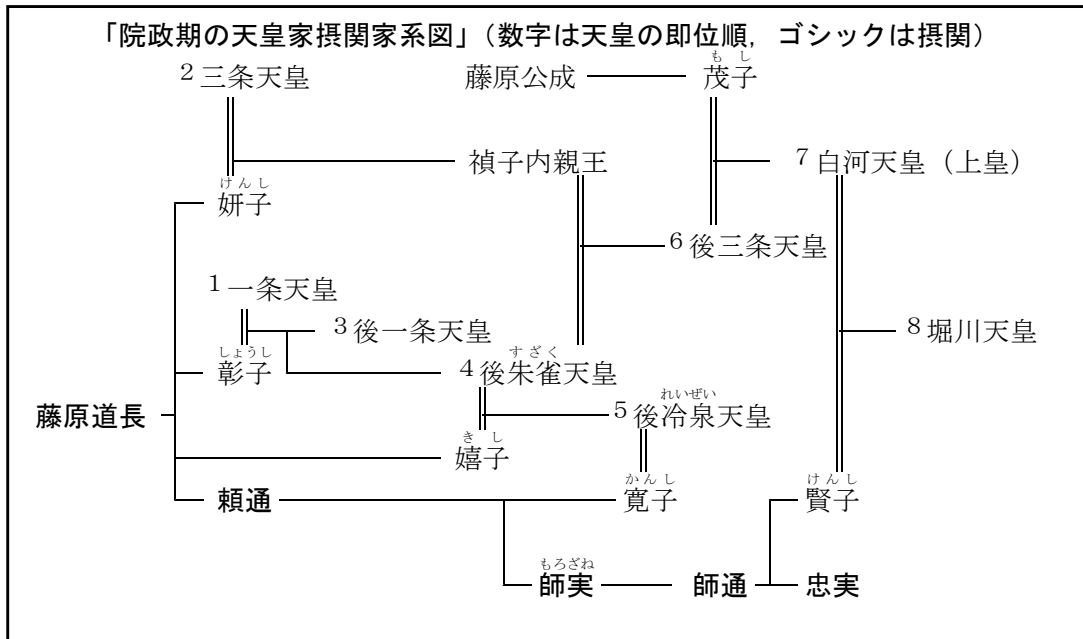 「院政期の天皇家摂関家系図」（数字は天皇の即位順，ゴシックは摂関）
2 三条天皇
藤原公成
もし
茂子
禎子内親王
7 白河天皇（上皇）
けんし
妍子
6 後三条天皇
1 一条天皇
3 後一条天皇
8 堀川天皇
しょうし
彰子
すざく
4 後朱雀天皇
藤原道長
れいぜい
5 後冷泉天皇
きし
嬉子
頼通
かんし
寛子
けんし
賢子
もろざね
師実
師通
忠実